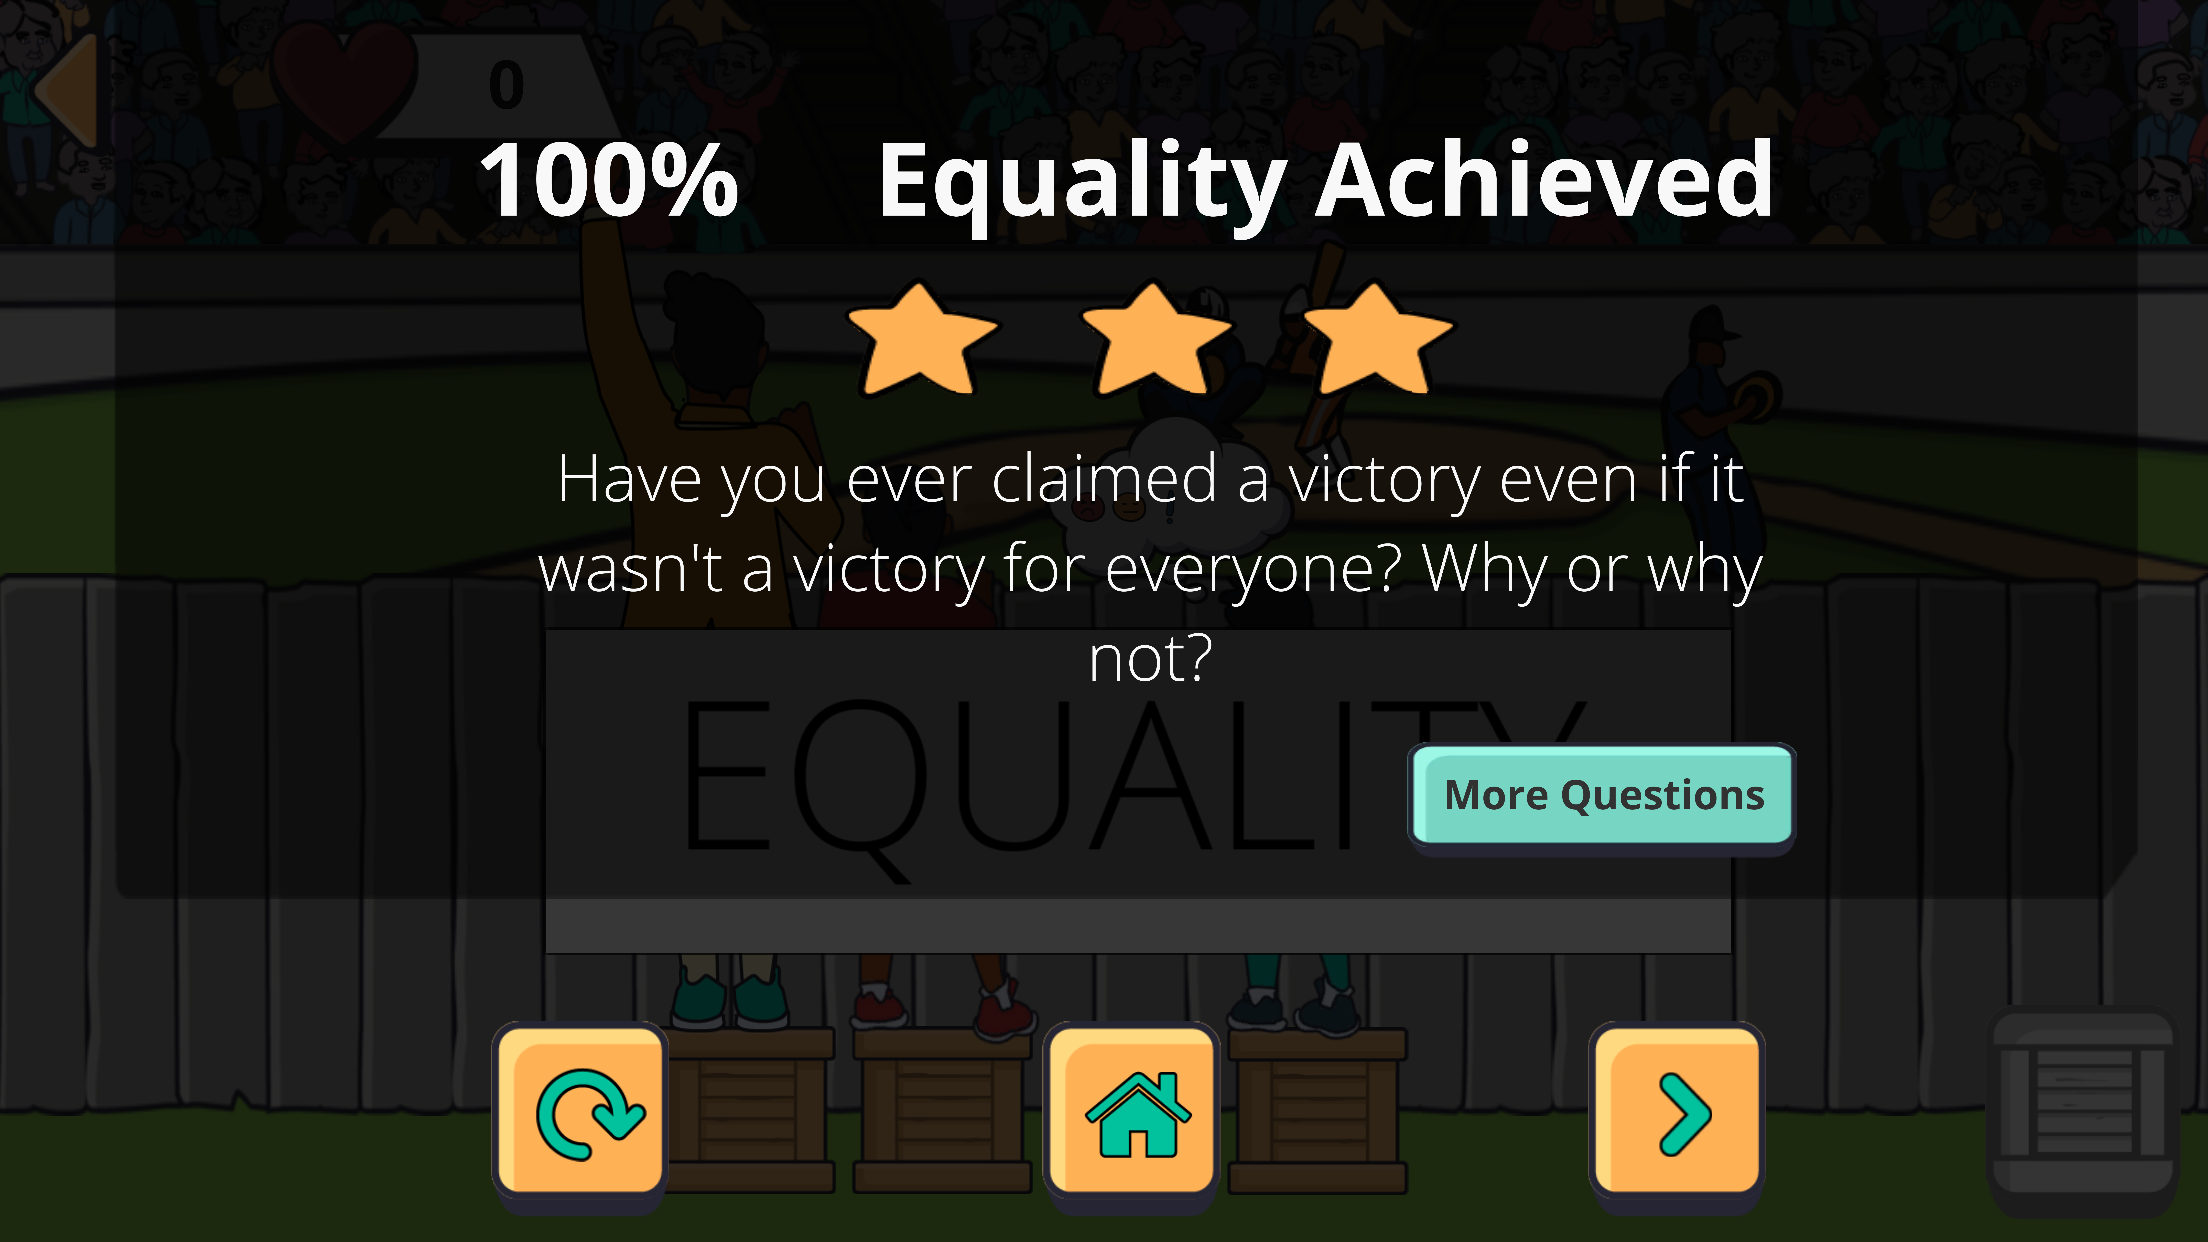 0
100% Equality Achieved
Have you ever claimed a victory even if it
wasn't a victory for everyone? Why or why
not?
EQUALITY
More Questions